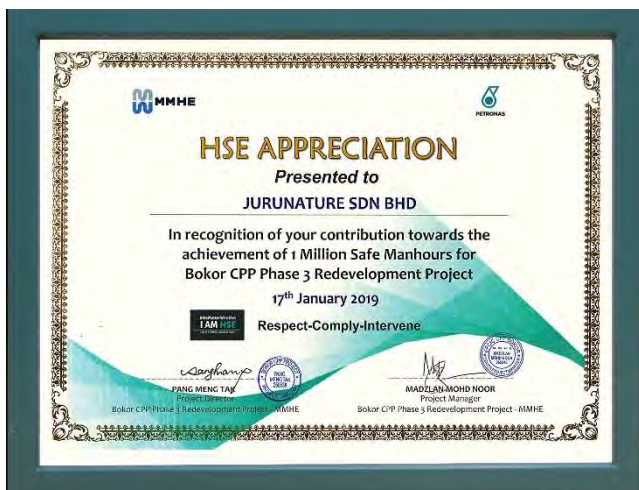 MMHE
PETRONAS
HSE APPRECIATION
Presented to
JURUNATURE SDN BHD
In recognition of your contribution towards the
achievement of 1 Million Safe Manhours for
Bokor CPP Phase 3 Redevelopment Project
17th January 2019
I AM HSE
Respect-Comply-Intervene
PANG MENG TAK
Project Director
Bokor CPP Phase 3 Redevelopment Project - MMHE
MADZLAN MOHD NOOR
Project Manager
Bokor CPP Phase 3 Redevelopment Project - MMHE